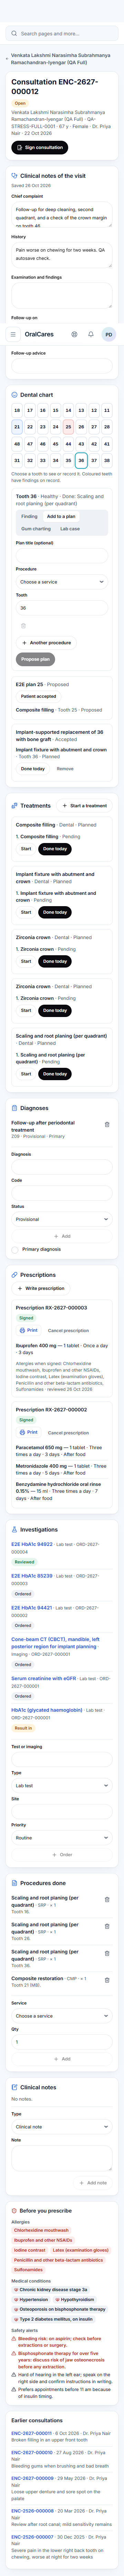 Search pages and more...
Venkata Lakshmi Narasimha Subrahmanya
Ramachandran-Iyengar (QA Full)
Consultation ENC-2627-
000012
Open
Venkata Lakshmi Narasimha Subrahmanya
Ramachandran-Iyengar (QA Full) · QA-
STRESS-FULL-0001 · 67 y · Female · Dr. Priya
Nair · 22 Oct 2026
Sign consultation
Clinical notes of the visit
Saved 26 Oct 2026
Chief complaint
Follow-up for deep cleaning, second
quadrant, and a check of the crown margin
History
Pain worse on chewing for two weeks. QA
autosave check.
Examination and findings
Follow-up on
OralCares
PD
Follow-up advice
Dental chart
18 17 16 15 14 13 12 11
21 22 23 24 25 26 27 28
48 47 46 45 44 43 42 41
31 32 33 34 35 36 37 38
Choose a tooth to see or record it. Coloured teeth
have findings on record.
Tooth 36 · Healthy · Done: Scaling and
root planing (per quadrant)
Finding
Add to a plan
Gum charting
Lab case
Plan title (optional)
Procedure
Choose a service
Tooth
36
Another procedure
Propose plan
E2E plan 25 · Proposed
Patient accepted
Composite filling · Tooth 25 · Proposed
Implant-supported replacement of 36
with bone graft · Accepted
Implant fixture with abutment and crown
· Tooth 36 · Planned
Done today
Remove
Treatments
Start a treatment
Composite filling · Dental · Planned
1. Composite filling · Pending
Start
Done today
Implant fixture with abutment and
crown · Dental · Planned
1. Implant fixture with abutment and
crown · Pending
Start
Done today
Zirconia crown · Dental · Planned
1. Zirconia crown · Pending
Start
Done today
Zirconia crown · Dental · Planned
1. Zirconia crown · Pending
Start
Done today
Scaling and root planing (per quadrant)
· Dental · Planned
1. Scaling and root planing (per
quadrant) · Pending
Start
Done today
Diagnoses
Follow-up after periodontal
treatment
Z09 · Provisional · Primary
Diagnosis
Code
Status
Provisional
Add
Primary diagnosis
Prescriptions
Write prescription
Prescription RX-2627-000003
Signed
Print
Cancel prescription
Ibuprofen 400 mg — 1 tablet · Once a day
· 3 days
Allergies when signed: Chlorhexidine
mouthwash, Ibuprofen and other NSAIDs,
Iodine contrast, Latex (examination gloves),
Penicillin and other beta-lactam antibiotics,
Sulfonamides · reviewed 26 Oct 2026
Prescription RX-2627-000002
Signed
Print
Cancel prescription
Paracetamol 650 mg — 1 tablet · Three
times a day · 3 days · After food
Metronidazole 400 mg — 1 tablet · Three
times a day · 5 days · After food
Benzydamine hydrochloride oral rinse
0.15% — 15 ml · Three times a day · 7
days · After food
Investigations
E2E HbA1c 94922 · Lab test · ORD-2627-
000004
Reviewed
E2E HbA1c 85239 · Lab test · ORD-2627-
000003
Ordered
E2E HbA1c 94421 · Lab test · ORD-2627-
000002
Ordered
Cone-beam CT (CBCT), mandible, left
posterior region for implant planning
Imaging · ORD-2627-000001
Ordered
Serum creatinine with eGFR · Lab test ·
ORD-2627-000001
Ordered
HbA1c (glycated haemoglobin) · Lab test ·
ORD-2627-000001
Result in
Test or imaging
Type
Lab test
Site
Priority
Routine
Order
Procedures done
Scaling and root planing (per
quadrant) · SRP · × 1
Tooth 16.
Scaling and root planing (per
quadrant) · SRP · × 1
Tooth 26.
Scaling and root planing (per
quadrant) · SRP · × 1
Tooth 36.
Composite restoration · CMP · × 1
Tooth 21 (MB).
Service
Choose a service
Qty
1
Add
Clinical notes
No notes.
Type
Clinical note
Note
Add note
Before you prescribe
Allergies
Chlorhexidine mouthwash
Ibuprofen and other NSAIDs
Iodine contrast
Latex (examination gloves)
Penicillin and other beta-lactam antibiotics
Sulfonamides
Medical conditions
Chronic kidney disease stage 3a
Hypertension
Hypothyroidism
Osteoporosis on bisphosphonate therapy
Type 2 diabetes mellitus, on insulin
Safety alerts
Bleeding risk: on aspirin; check before
extractions or surgery.
Bisphosphonate therapy for over five
years: discuss risk of jaw osteonecrosis
before any extraction.
Hard of hearing in the left ear; speak on the
right side and confirm instructions in writing.
Prefers appointments before 11 am because
of insulin timing.
Earlier consultations
ENC-2627-000011 · 6 Oct 2026 · Dr. Priya Nair
Broken filling in an upper front tooth
ENC-2627-000010 · 27 Aug 2026 · Dr. Priya
Nair
Bleeding gums when brushing and bad breath
ENC-2627-000009 · 29 May 2026 · Dr. Priya
Nair
Loose upper denture and sore spot on the
palate
ENC-2526-000008 · 20 Mar 2026 · Dr. Priya
Nair
Review after root canal; mild sensitivity remains
ENC-2526-000007 · 30 Dec 2025 · Dr. Priya
Nair
Severe pain in the lower right back tooth on
chewing, worse at night for two weeks